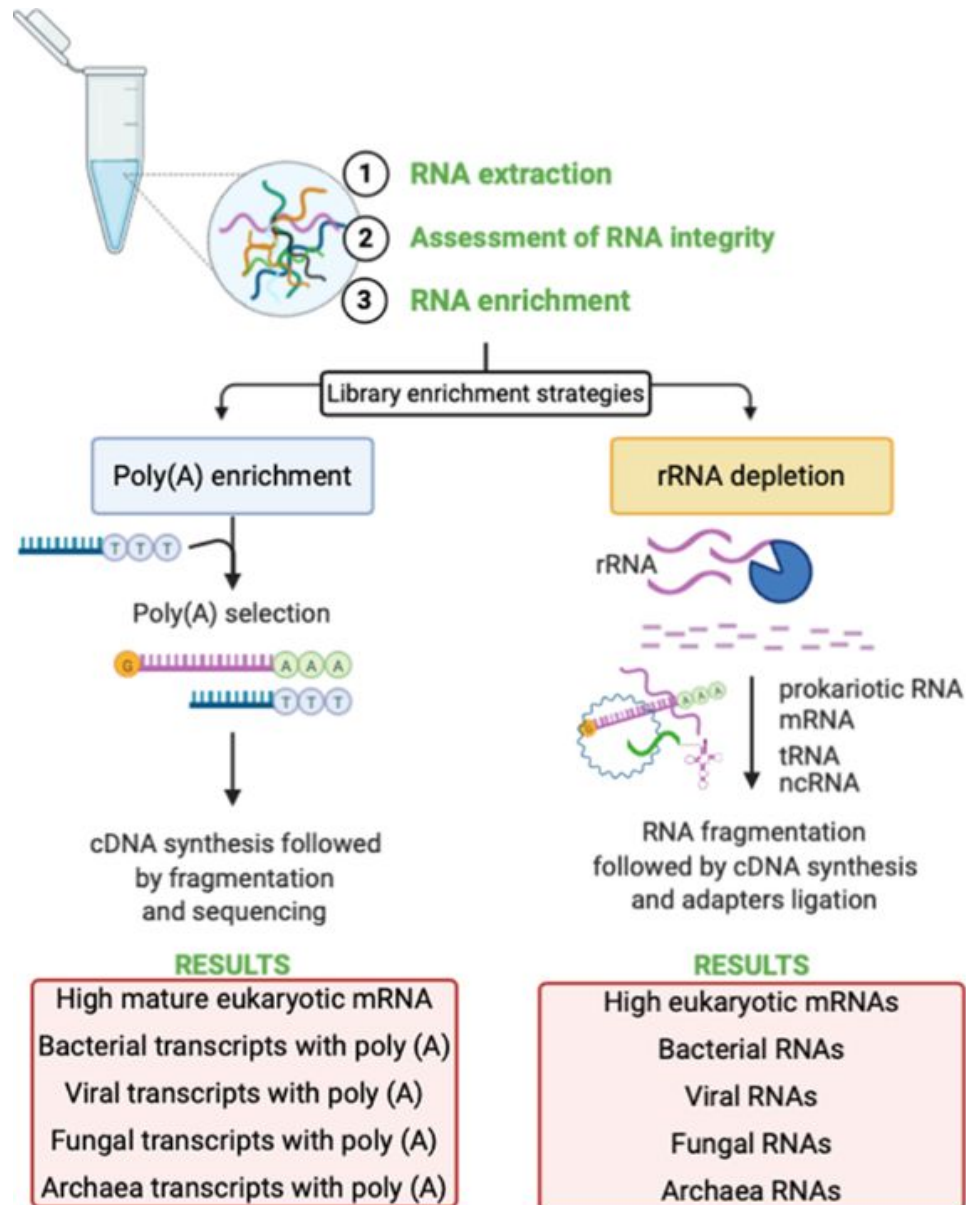 1 RNA extraction
2 Assessment of RNA integrity
3 RNA enrichment
Library enrichment strategies
Poly(A) enrichment
T T T
Poly(A) selection
G A A A
T T T
cDNA synthesis followed
by fragmentation
and sequencing
RESULTS
High mature eukaryotic mRNA
Bacterial transcripts with poly (A)
Viral transcripts with poly (A)
Fungal transcripts with poly (A)
Archaea transcripts with poly (A)
rRNA depletion
rRNA
G A A A
prokariotic RNA
mRNA
tRNA
ncRNA
RNA fragmentation
followed by cDNA synthesis
and adapters ligation
RESULTS
High eukaryotic mRNAs
Bacterial RNAs
Viral RNAs
Fungal RNAs
Archaea RNAs